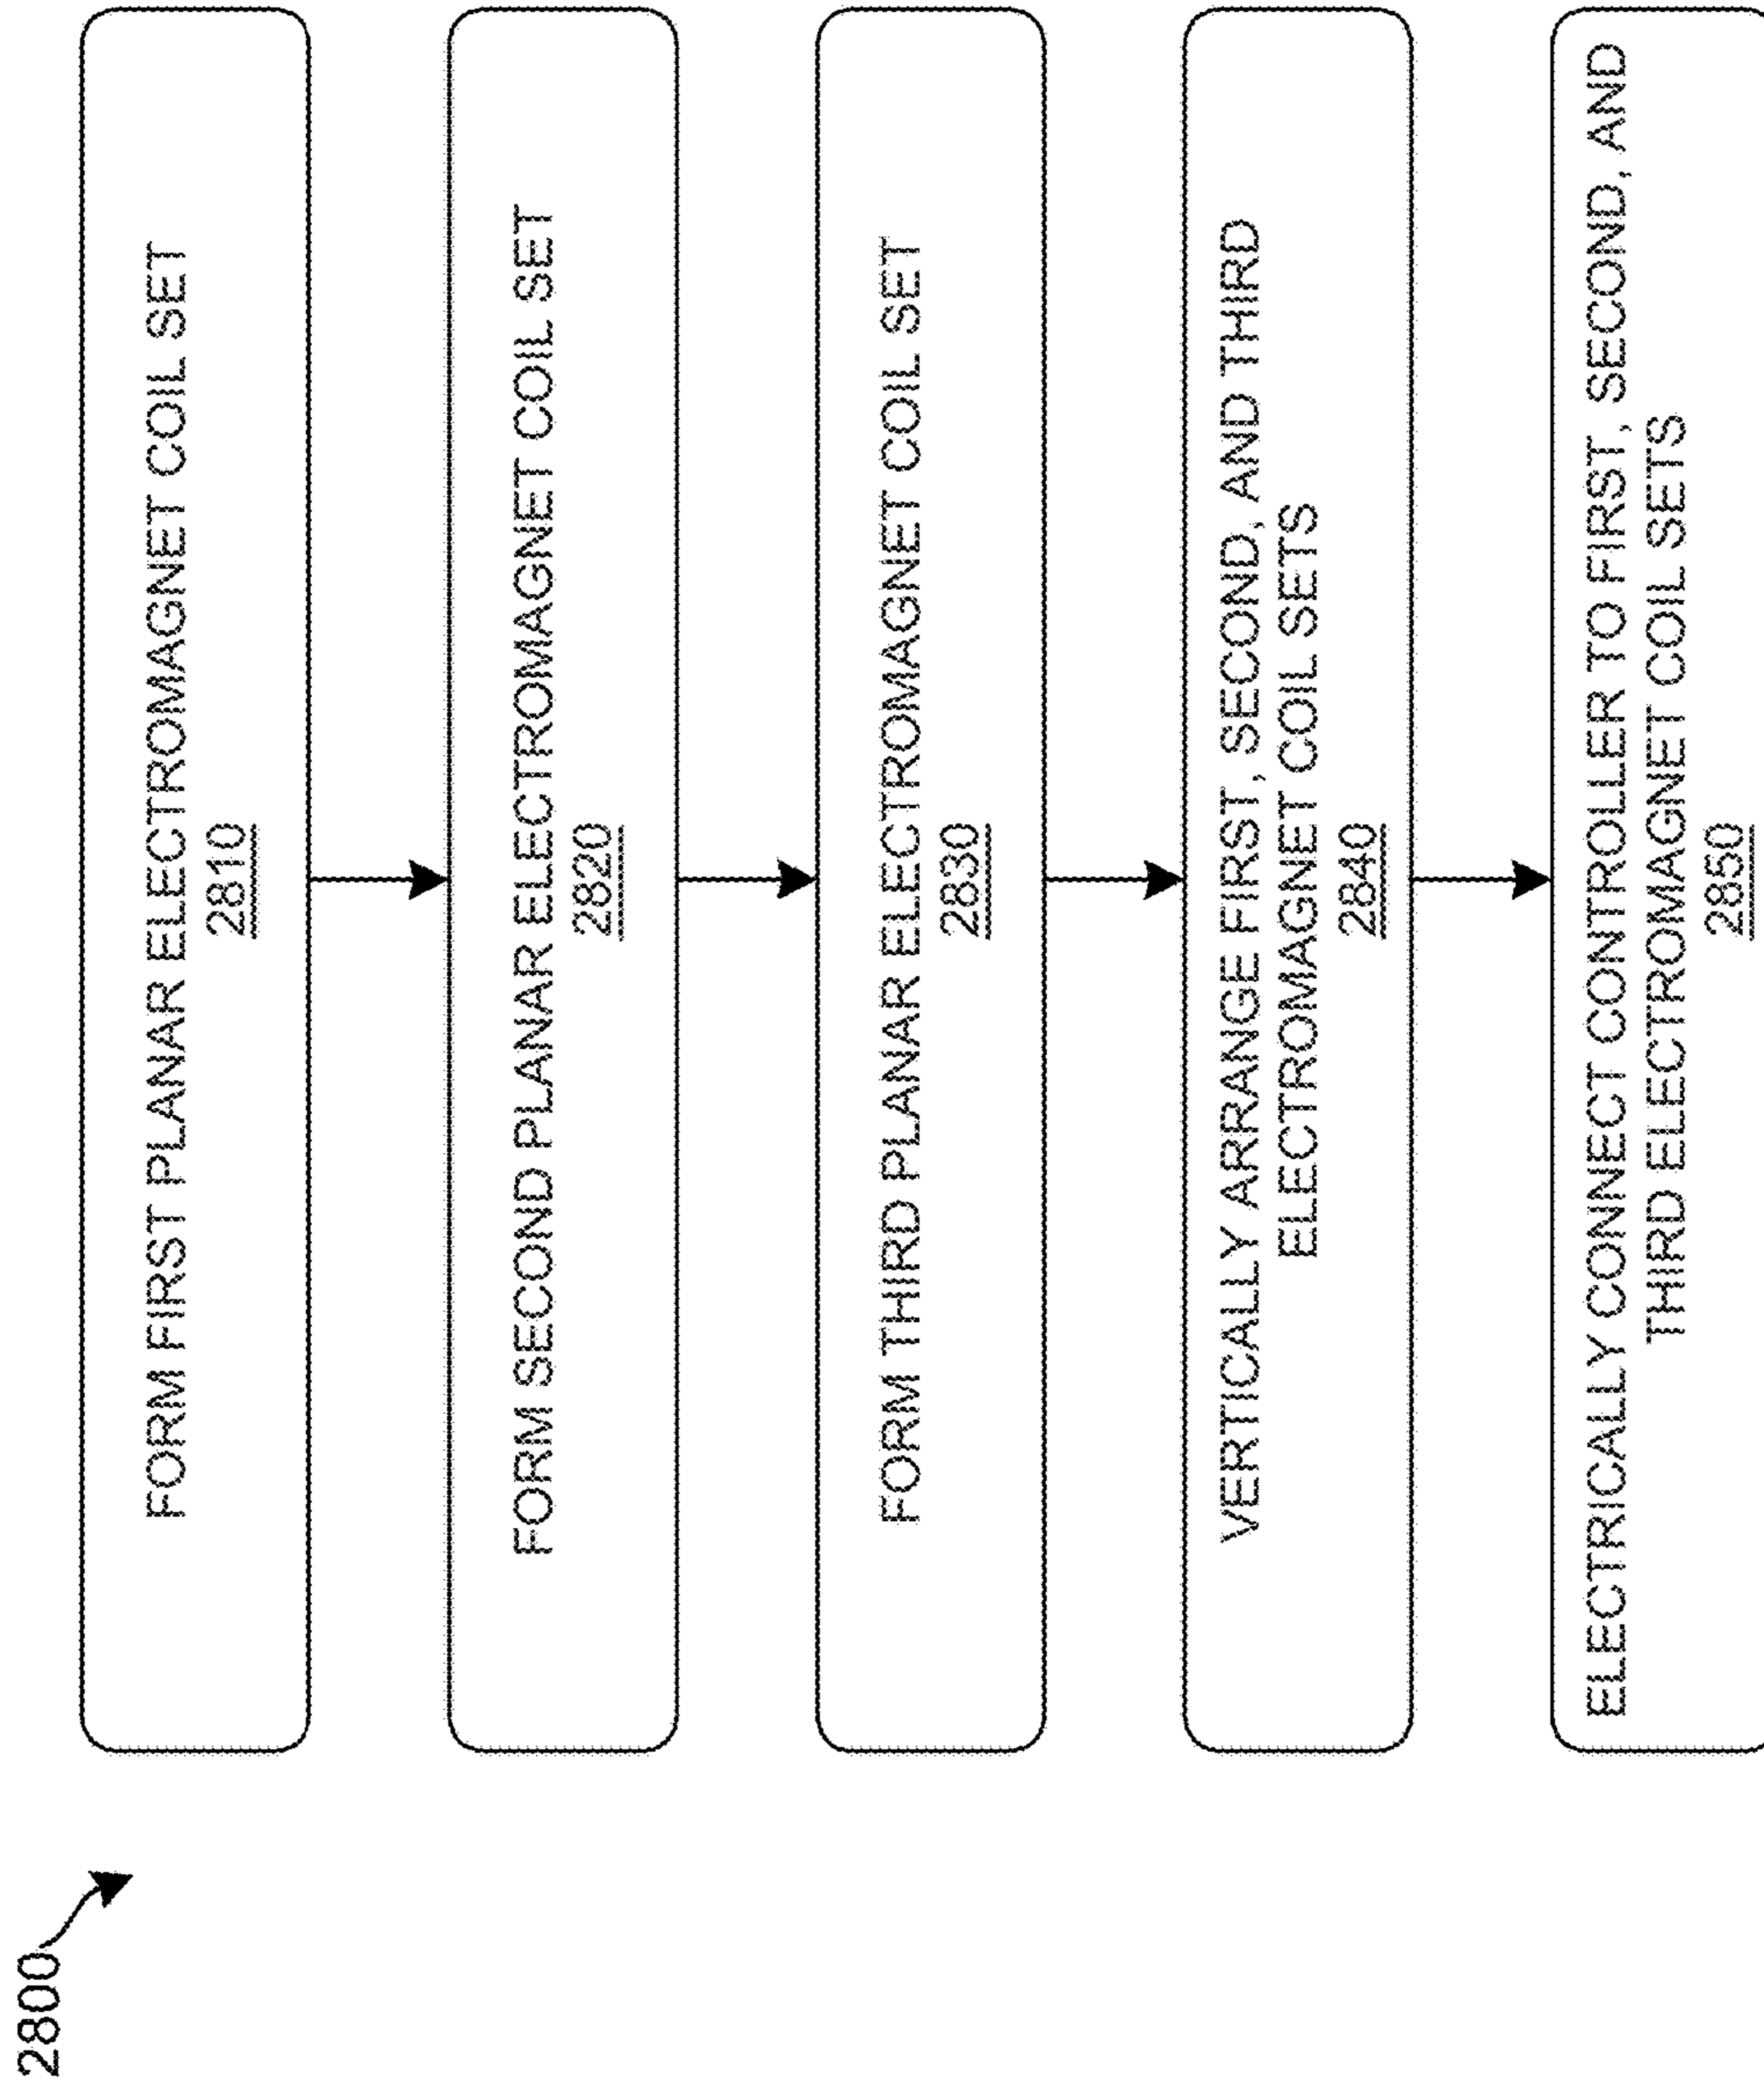 2800
FORM FIRST PLANAR ELECTROMAGNET COIL SET
2810
FORM SECOND PLANAR ELECTROMAGNET COIL SET
2820
FORM THIRD PLANAR ELECTROMAGNET COIL SET
2830
VERTICALLY ARRANGE FIRST, SECOND, AND THIRD
ELECTROMAGNET COIL SETS
2840
ELECTRICALLY CONNECT CONTROLLER TO FIRST, SECOND, AND
THIRD ELECTROMAGNET COIL SETS
2850